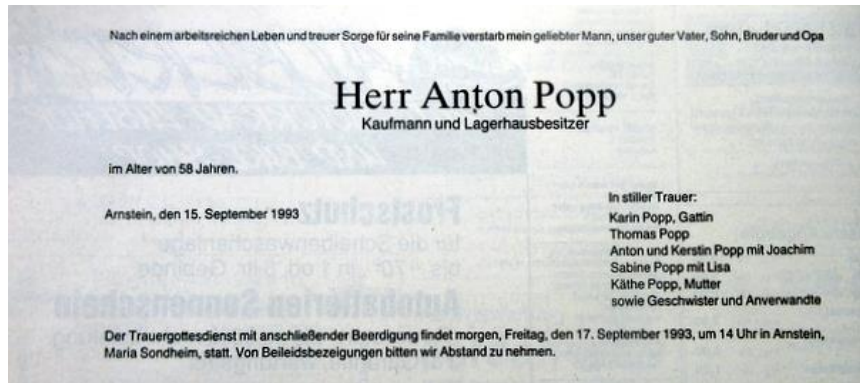 Nach einem arbeitsreichen Leben und treuer Sorge für seine Familie verstarb mein geliebter Mann, unser guter Vater, Sohn, Bruder und Opa
Herr Anton Popp
Kaufmann und Lagerhausbesitzer
im Alter von 58 Jahren.
Arnstein, den 15. September 1993
In stiller Trauer:
Karin Popp, Gattin
Thomas Popp
Anton und Kerstin Popp mit Joachim
Sabine Popp mit Lisa
Käthe Popp, Mutter
sowie Geschwister und Anverwandte
Der Trauergottesdienst mit anschließender Beerdigung findet morgen, Freitag, den 17. September 1993, um 14 Uhr in Arnstein,
Maria Sondheim, statt. Von Beileidsbezeigungen bitten wir Abstand zu nehmen.